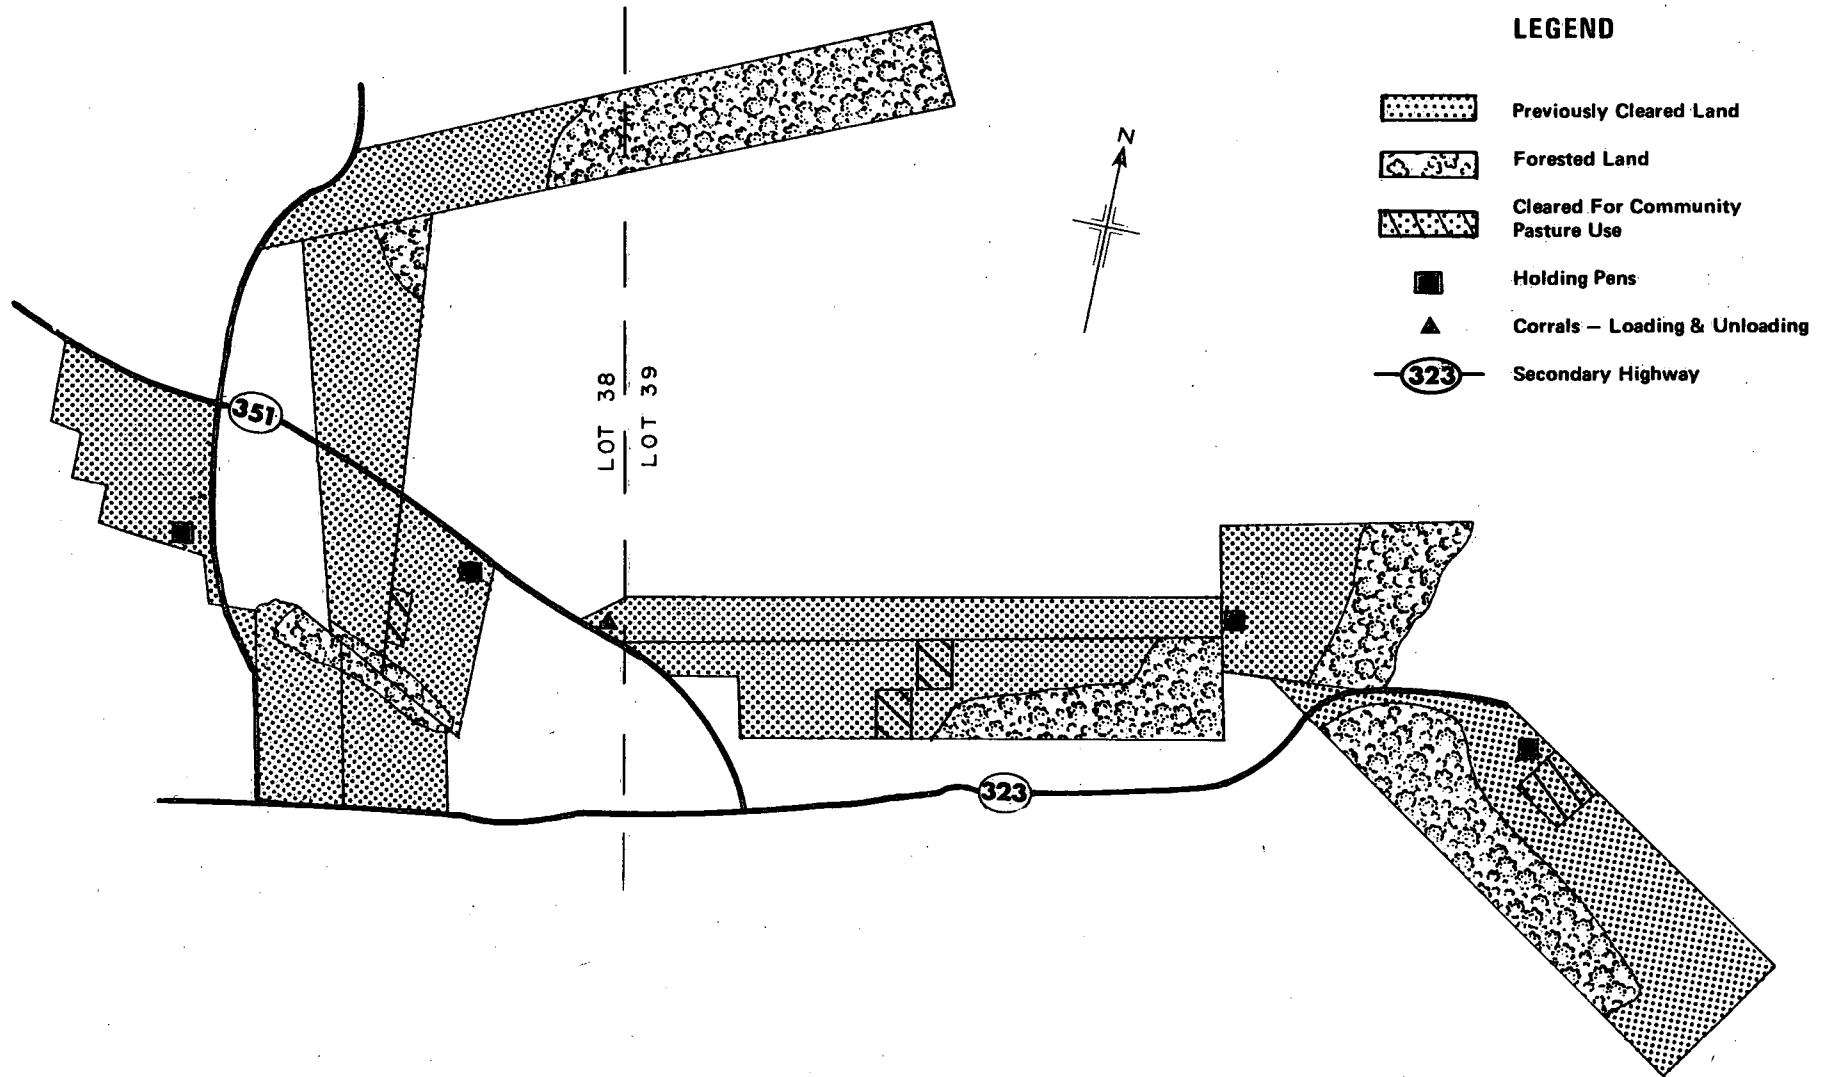 LEGEND
Previously Cleared Land
Forested Land
Cleared For Community
Pasture Use
Holding Pens
Corrals — Loading & Unloading
323
Secondary Highway
N
351
LOT 38
LOT 39
323